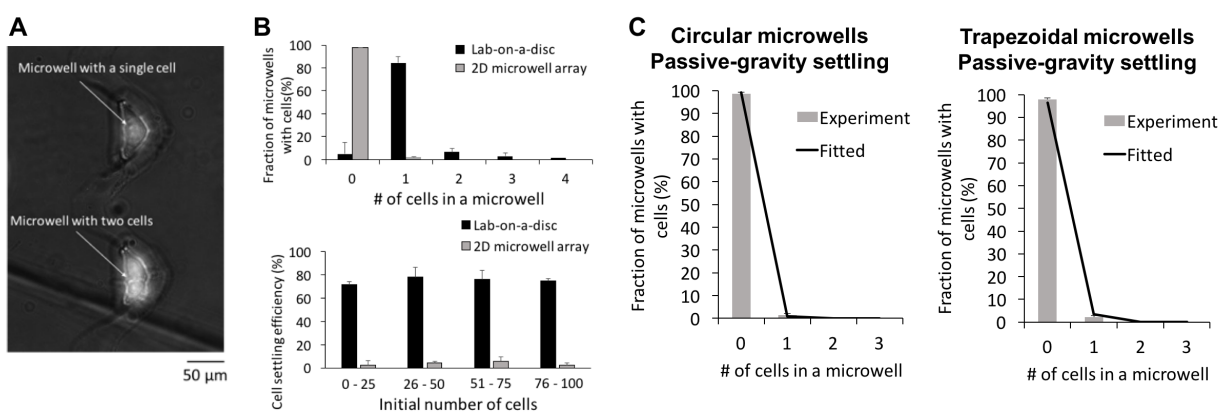 A
Microwell with a single cell
Microwell with two cells
50 μm
B
Fraction of microwells
with cells(%)
100
80
60
40
20
0
Lab-on-a-disc
2D microwell array
0 1 2 3 4
# of cells in a microwell
Cell settling efficiency (%)
100
80
60
40
20
0
Lab-on-a-disc
2D microwell array
0 - 25 26 - 50 51 - 75 76 - 100
Initial number of cells
C
Circular microwells
Passive-gravity settling
Fraction of microwells with
cells (%)
100
90
80
70
60
50
40
30
20
10
0
Experiment
Fitted
0 1 2 3
# of cells in a microwell
Trapezoidal microwells
Passive-gravity settling
Fraction of microwells with
cells (%)
100
90
80
70
60
50
40
30
20
10
0
Experiment
Fitted
0 1 2 3
# of cells in a microwell